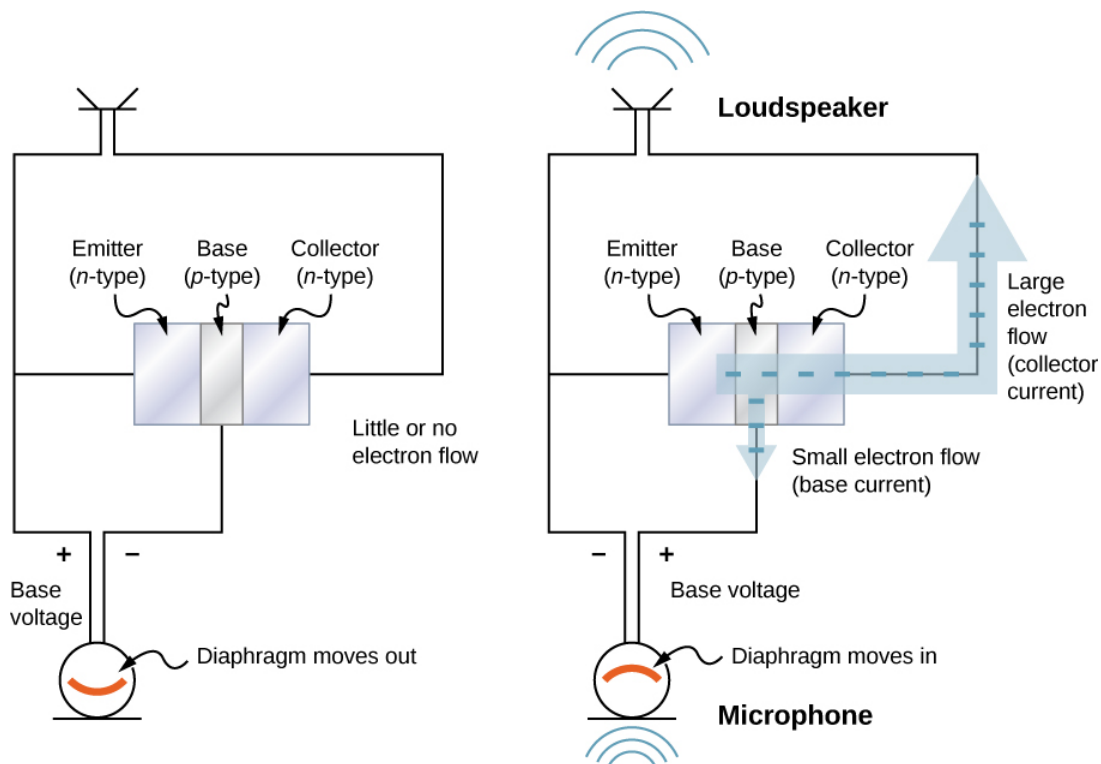 Loudspeaker
Emitter
(n-type)
Base
(p-type)
Collector
(n-type)
Little or no
electron flow
+
−
Base
voltage
Diaphragm moves out
Emitter
(n-type)
Base
(p-type)
Collector
(n-type)
Large
electron
flow
(collector
current)
Small electron flow
(base current)
−
+
Base voltage
Diaphragm moves in
Microphone